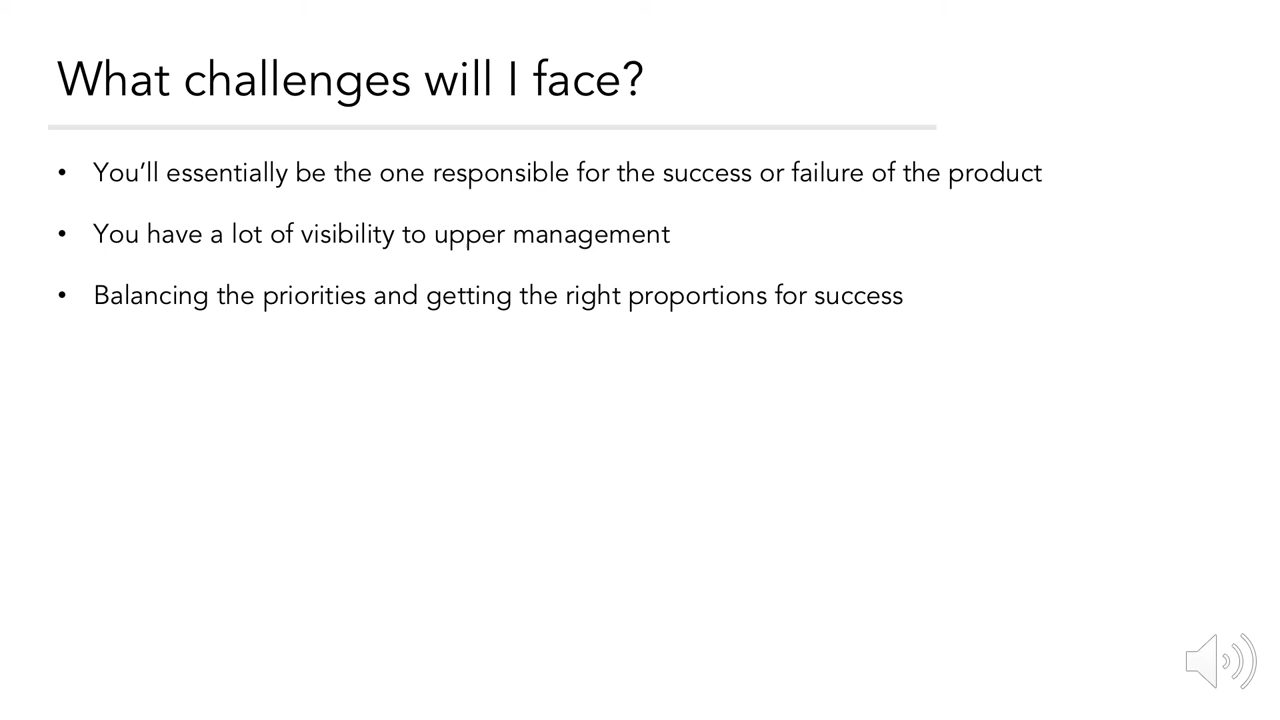 What challenges will I face?
• You’ll essentially be the one responsible for the success or failure of the product
• You have a lot of visibility to upper management
• Balancing the priorities and getting the right proportions for success